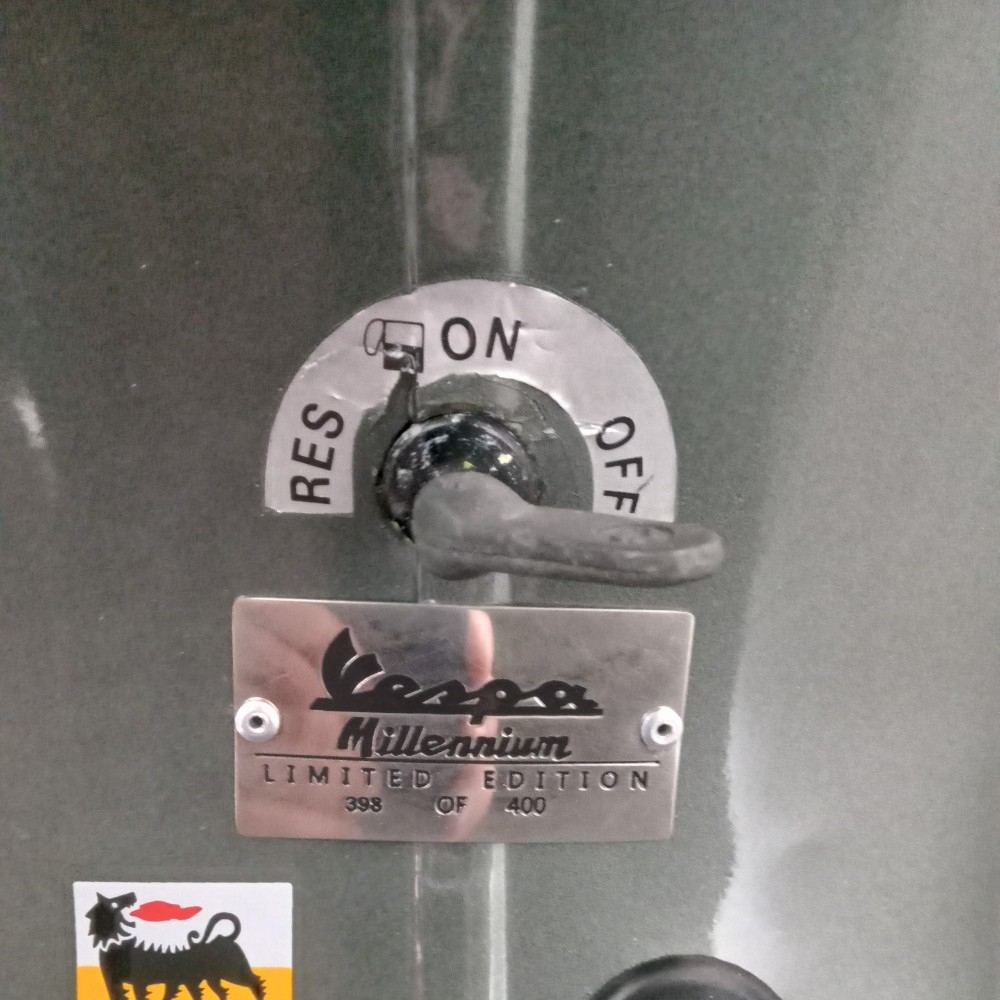 ON
RES
OFF
Vespa
Millennium
LIMITED EDITION
398 OF 400